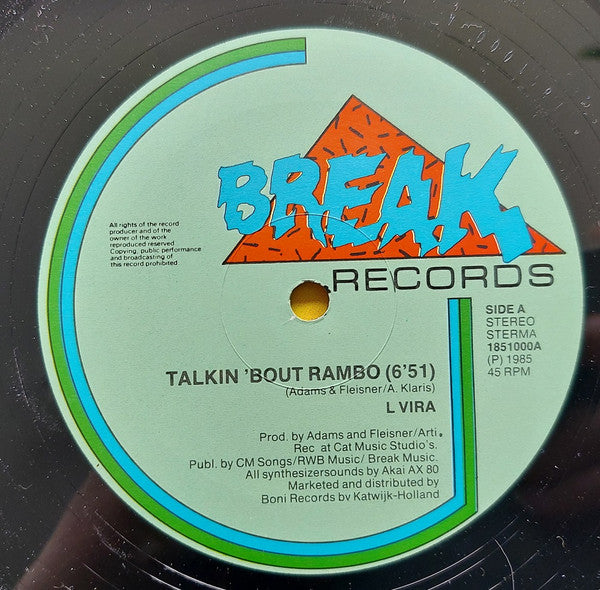 BREAK
RECORDS
All rights of the record
producer and of the
owner of the work
reproduced reserved
Copying, public performance
and broadcasting of
this record prohibited
SIDE A
STEREO
STERMA
1851000A
(P) 1985
45 RPM
TALKIN 'BOUT RAMBO (6'51)
(Adams & Fleisner/A. Klaris)
L VIRA
Prod. by Adams and Fleisner/Arti.
Rec at Cat Music Studio's.
Publ. by CM Songs/RWB Music/ Break Music.
All synthesizersounds by Akai AX 80
Marketed and distributed by
Boni Records bv Katwijk-Holland